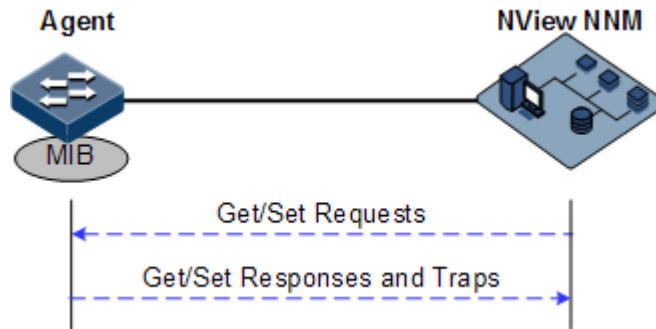 Agent
NView NNM
MIB
Get/Set Requests
Get/Set Responses and Traps